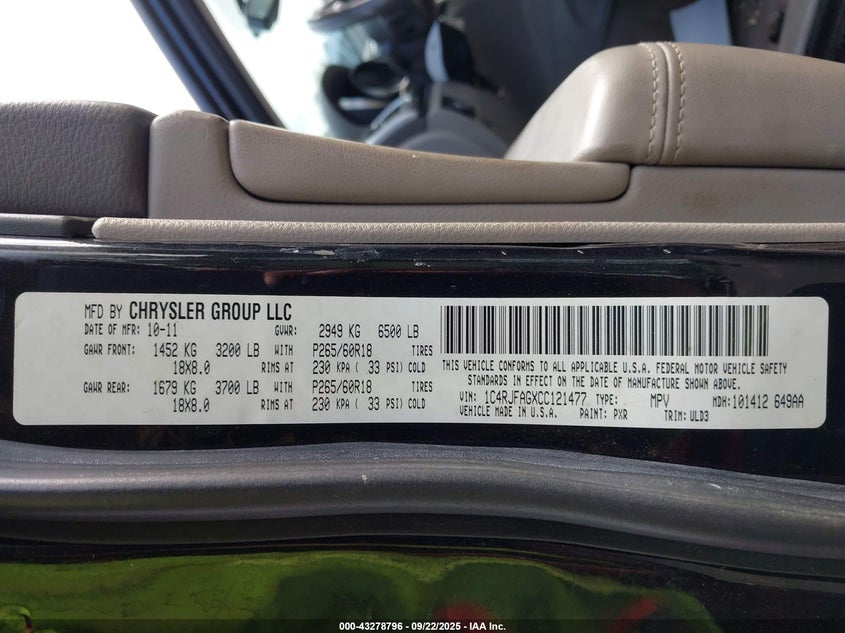 MFD BY CHRYSLER GROUP LLC
DATE OF MFR: 10-11 GVWR: 2949 KG 6500 LB
GAWR FRONT: 1452 KG 3200 LB WITH P265/60R18 TIRES
18X8.0 RIMS AT 230 KPA ( 33 PSI) COLD
GAWR REAR: 1679 KG 3700 LB WITH P265/60R18 TIRES
18X8.0 RIMS AT 230 KPA ( 33 PSI) COLD
THIS VEHICLE CONFORMS TO ALL APPLICABLE U.S.A. FEDERAL MOTOR VEHICLE SAFETY
STANDARDS IN EFFECT ON THE DATE OF MANUFACTURE SHOWN ABOVE.
VIN: 1C4RJFAGXCC121477 TYPE: MPV MDH:101412 649AA
VEHICLE MADE IN U.S.A. PAINT: PXR TRIM: ULD3
000-43278796 - 09/22/2025 - IAA Inc.